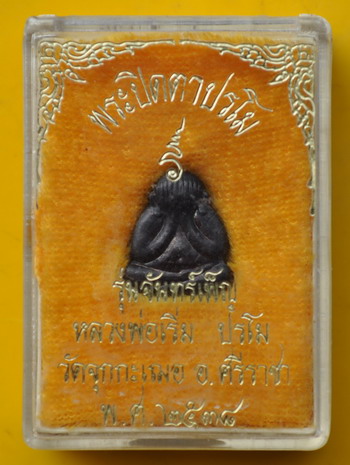 พระปิดตาปรโม
รุ่นจันทร์เพ็ญ
หลวงพ่อเริ่ม ปรโม
วัดจุกกะเฌอ อ.ศรีราชา
พ.ศ.๒๕๓๘